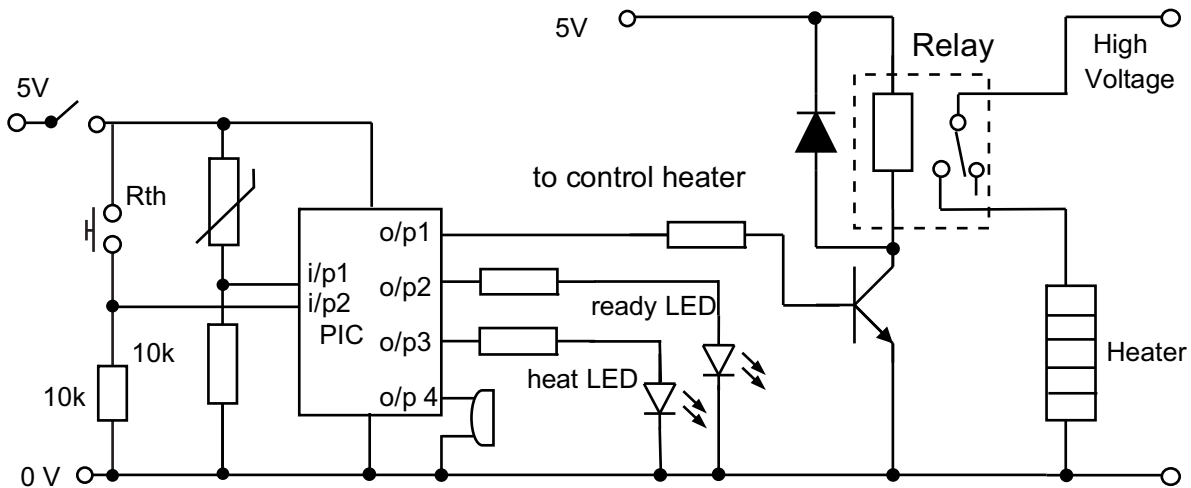 5V
Relay
High
Voltage
5V
Rth
to control heater
o/p1
i/p1
i/p2
o/p2
ready LED
PIC
o/p3
10k
heat LED
Heater
10k
o/p 4
0 V